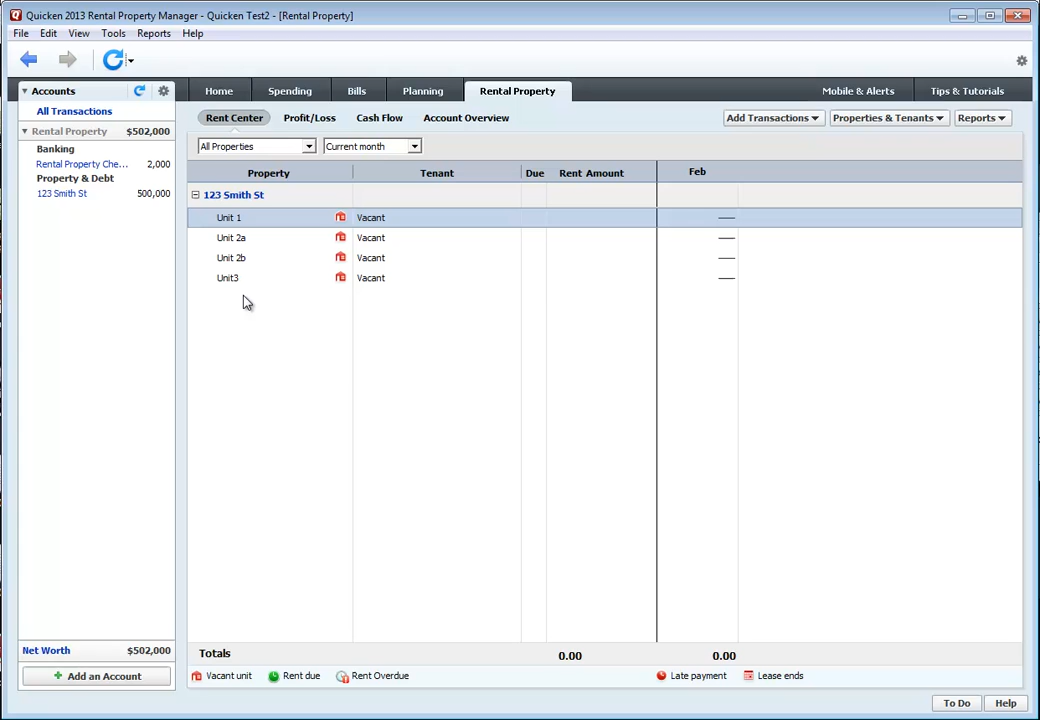 Quicken 2013 Rental Property Manager - Quicken Test2 - [Rental Property]
File Edit View Tools Reports Help
Accounts
Home Spending Bills Planning Rental Property Mobile & Alerts Tips & Tutorials
All Transactions
Rent Center Profit/Loss Cash Flow Account Overview Add Transactions Properties & Tenants Reports
Rental Property $502,000
Banking
All Properties Current month
Rental Property Che... 2,000
Property & Debt
Property Tenant Due Rent Amount Feb
123 Smith St 500,000
123 Smith St
Unit 1 Vacant
Unit 2a Vacant
Unit 2b Vacant
Unit3 Vacant
Net Worth $502,000
Totals 0.00 0.00
Add an Account
Vacant unit Rent due Rent Overdue Late payment Lease ends
To Do Help